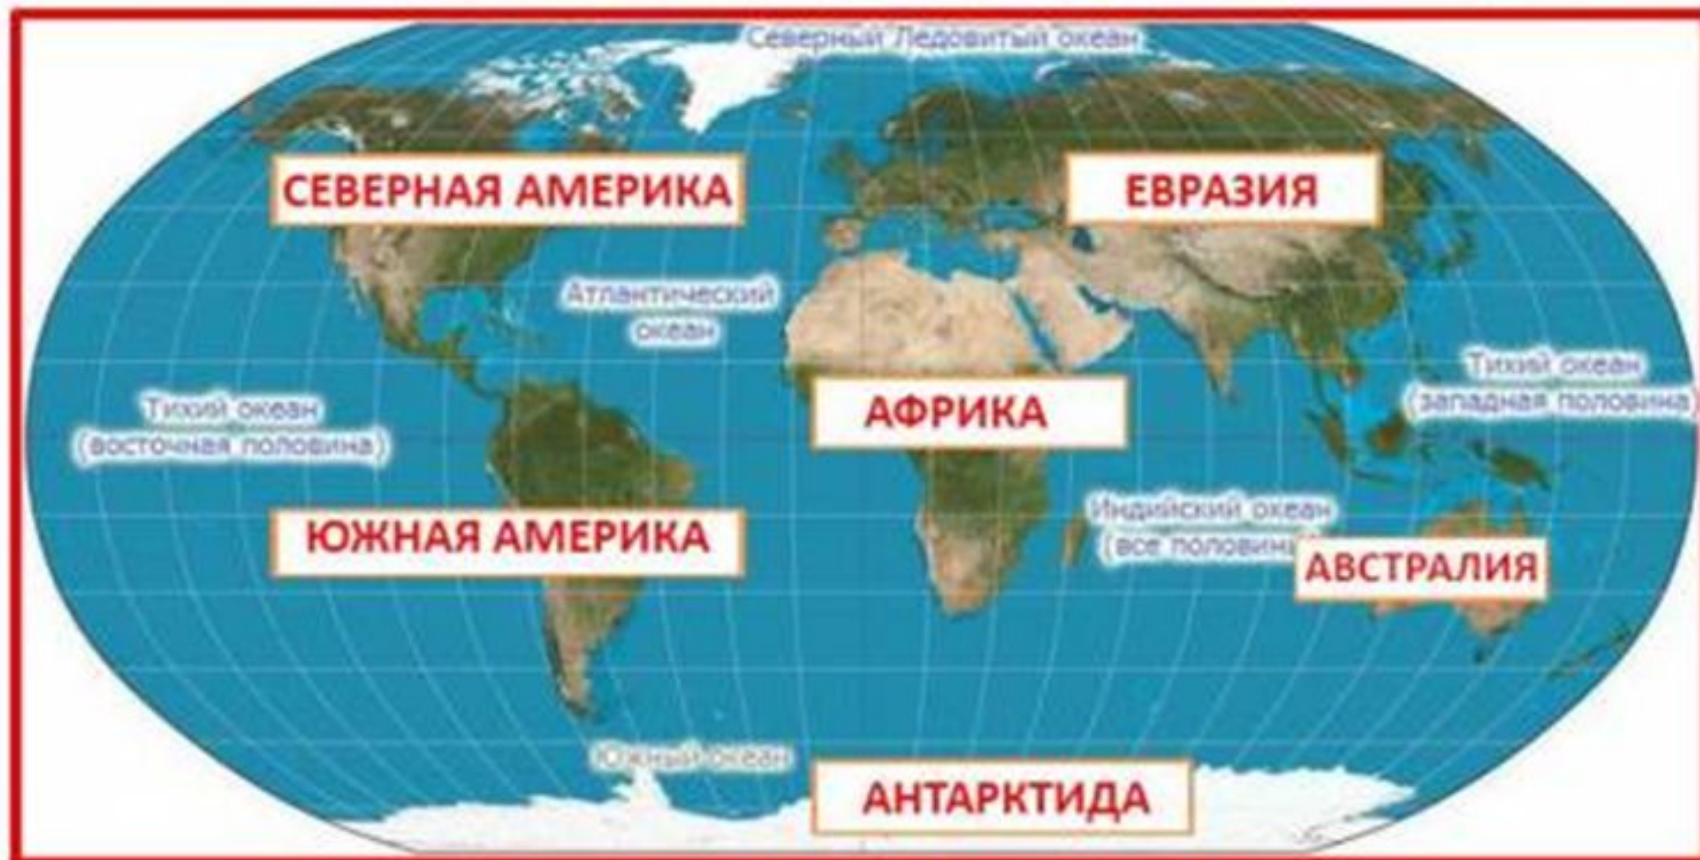 Северный Ледовитый океан
СЕВЕРНАЯ АМЕРИКА
ЕВРАЗИЯ
Атлантический
океан
Тихий океан
(западная половина
АФРИКА
Тихий океан
(восточная половина)
Индийский океан
(все половины
ЮЖНАЯ АМЕРИКА
АВСТРАЛИЯ
Южный океан
АНТАРКТИДА